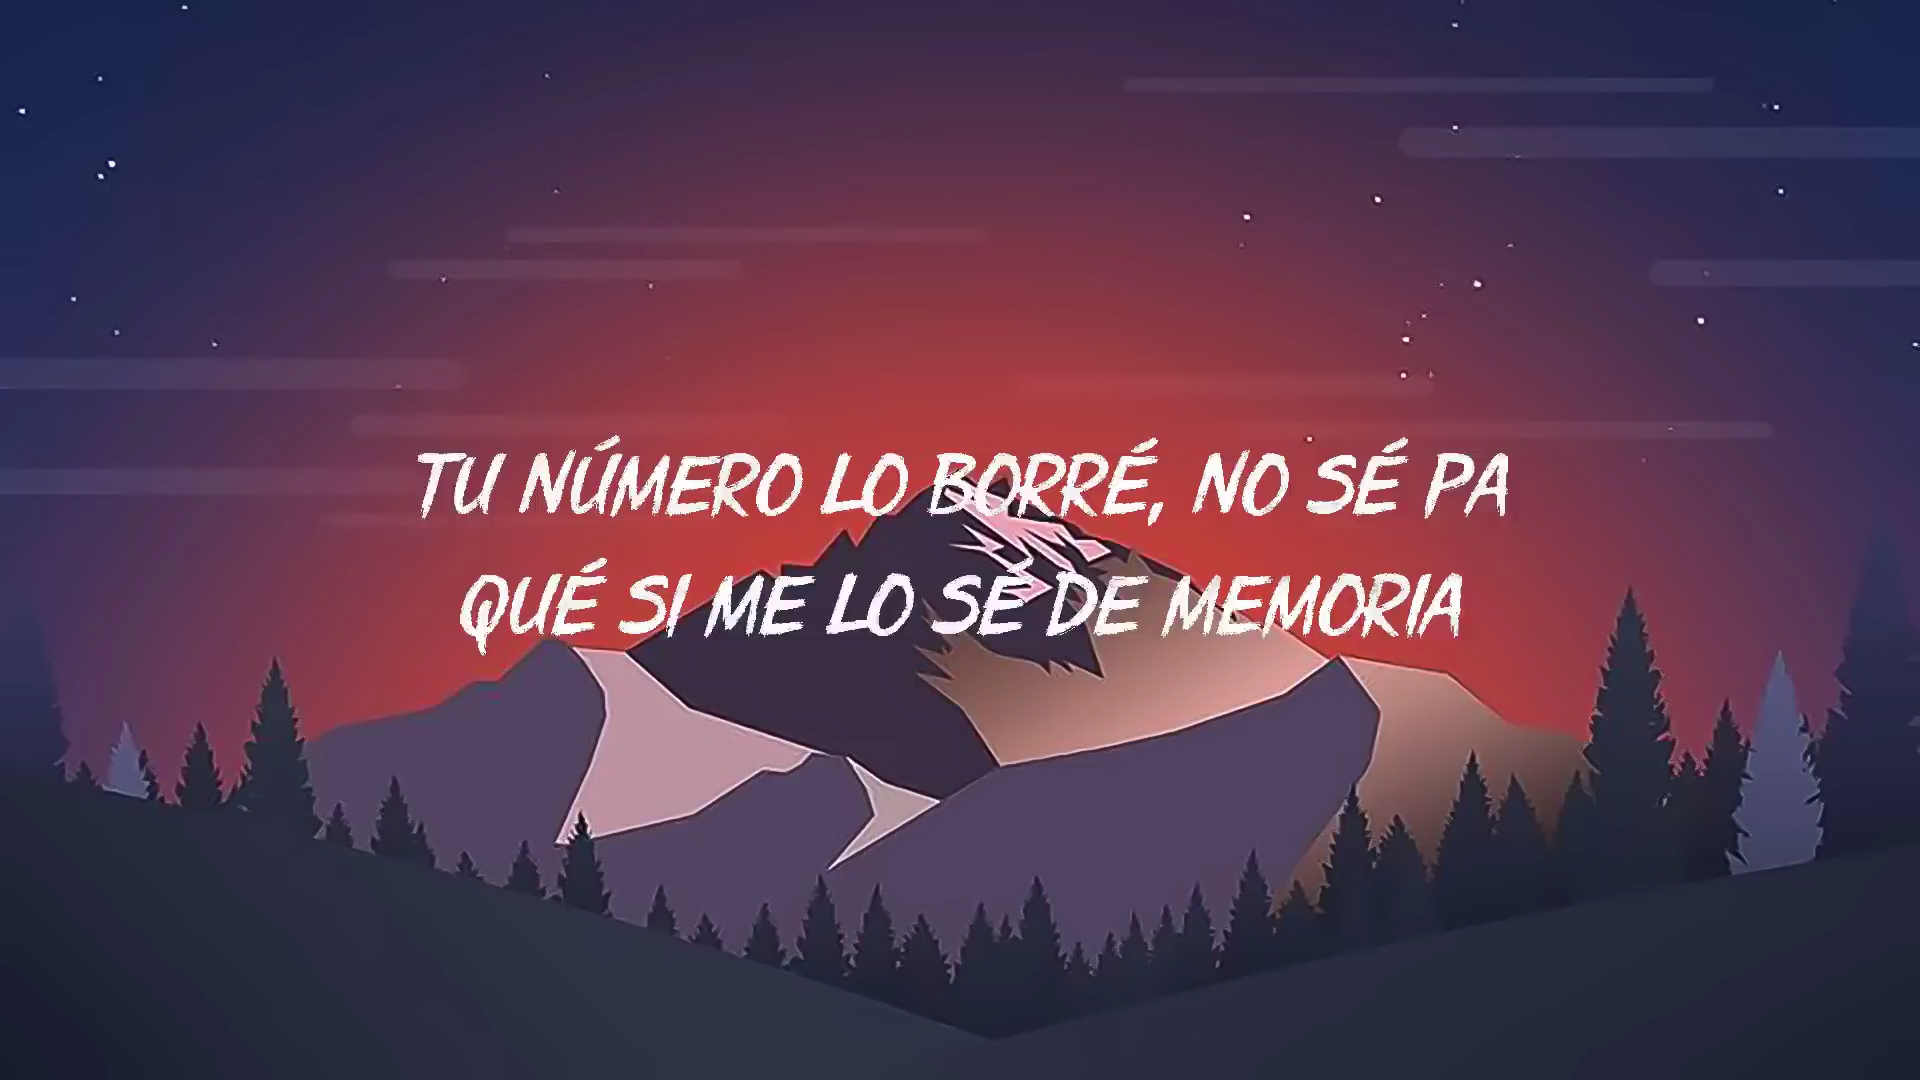 TU NÚMERO LO BORRÉ, NO SÉ PA
QUÉ SI ME LO SÉ DE MEMORIA